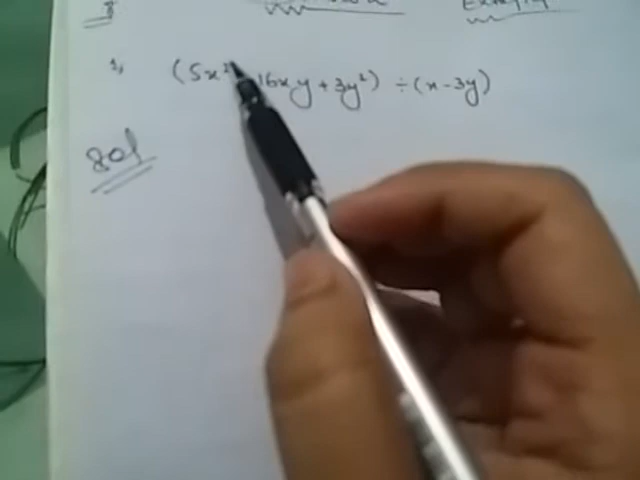 1, (5x² 16xy + 3y²) ÷ (x - 3y)
Sol